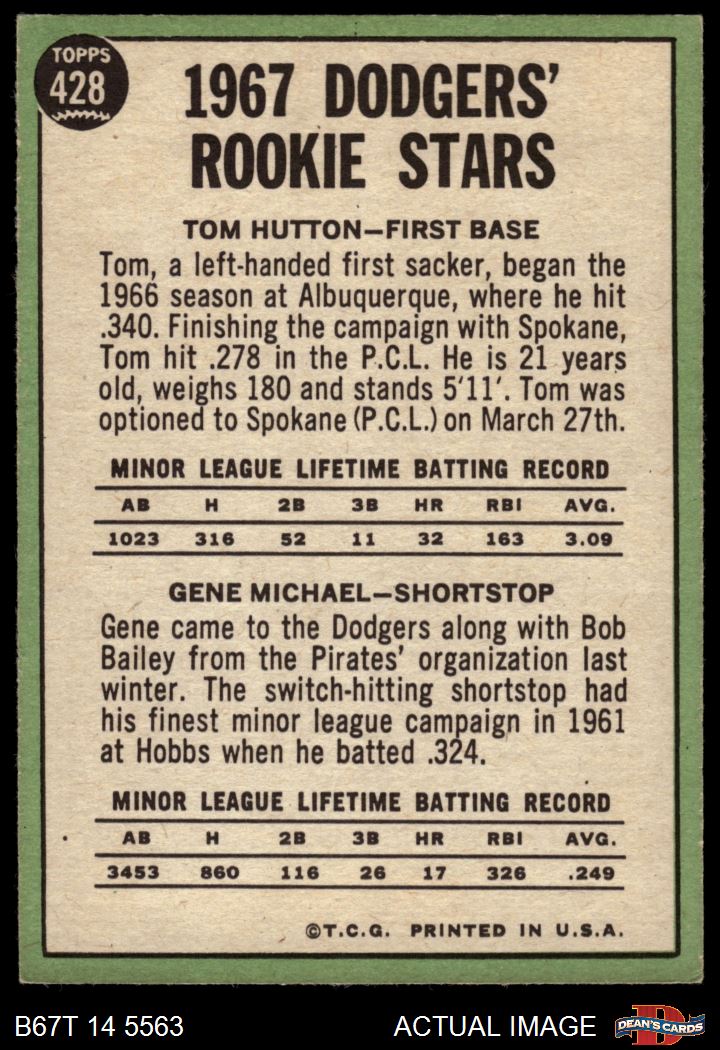 TOPPS
428
1967 DODGERS'
ROOKIE STARS
TOM HUTTON—FIRST BASE
Tom, a left-handed first sacker, began the
1966 season at Albuquerque, where he hit
.340. Finishing the campaign with Spokane,
Tom hit .278 in the P.C.L. He is 21 years
old, weighs 180 and stands 5'11'. Tom was
optioned to Spokane (P.C.L.) on March 27th.
MINOR LEAGUE LIFETIME BATTING RECORD
AB H 2B 3B HR RBI AVG.
1023 316 52 11 32 163 3.09
GENE MICHAEL—SHORTSTOP
Gene came to the Dodgers along with Bob
Bailey from the Pirates' organization last
winter. The switch-hitting shortstop had
his finest minor league campaign in 1961
at Hobbs when he batted .324.
MINOR LEAGUE LIFETIME BATTING RECORD
AB H 2B 3B HR RBI AVG.
3453 860 116 26 17 326 .249
©T.C.G. PRINTED IN U.S.A.
B67T 14 5563 ACTUAL IMAGE DEAN'S CARDS